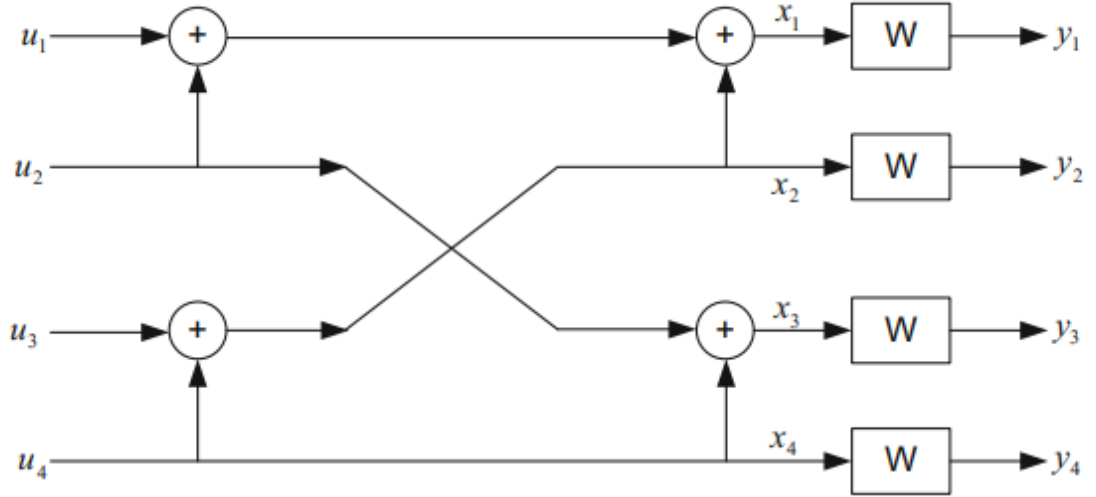 u₁ + + x₁ W y₁
u₂ x₂ W y₂
u₃ + + x₃ W y₃
u₄ x₄ W y₄